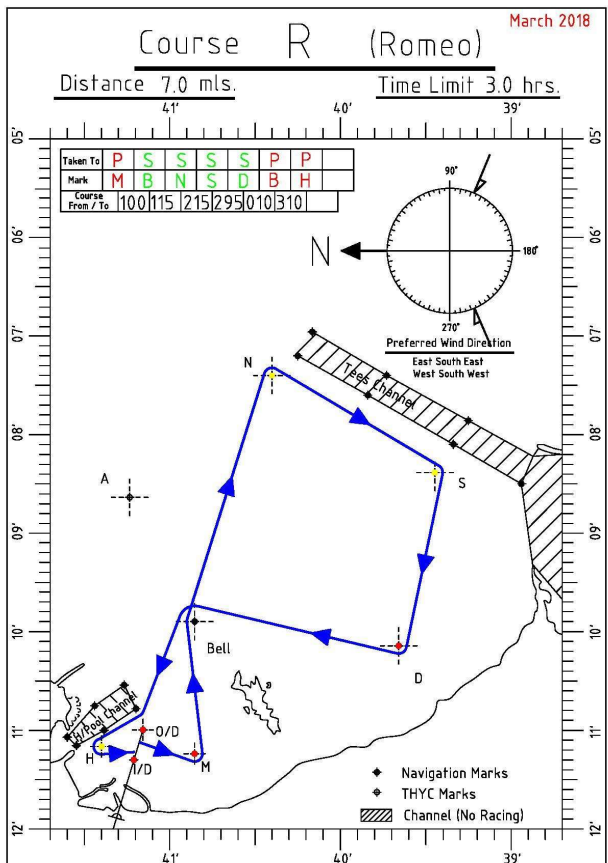 March 2018
Course R (Romeo)
Distance 7.0 mls.
Time Limit 3.0 hrs.
41' 40' 39'
05'
Taken To P S S S S P P
Mark M B N S D B H
Course From / To 100 115 215 295 010 310
90°
N
180°
270°
Preferred Wind Direction
East South East
West South West
06'
07'
N
Tees Channel
08'
S
A
09'
10'
Bell
D
H/Pool Channel
11'
O/D
H
I/D
M
Navigation Marks
THYC Marks
Channel (No Racing)
12'
41' 40' 39'